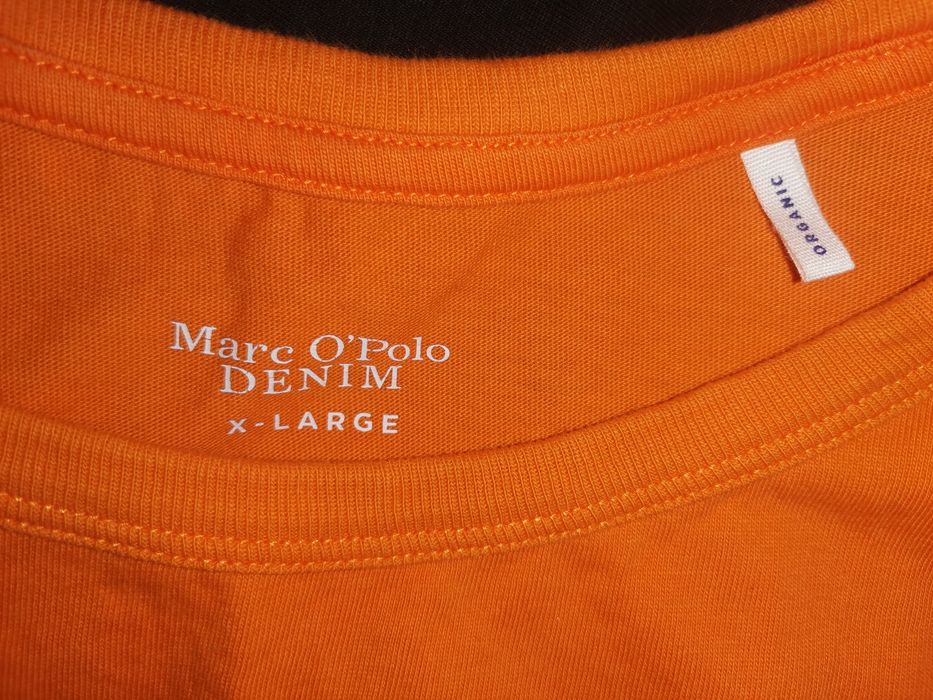 Marc O'Polo
DENIM
X-LARGE
ORGANIC